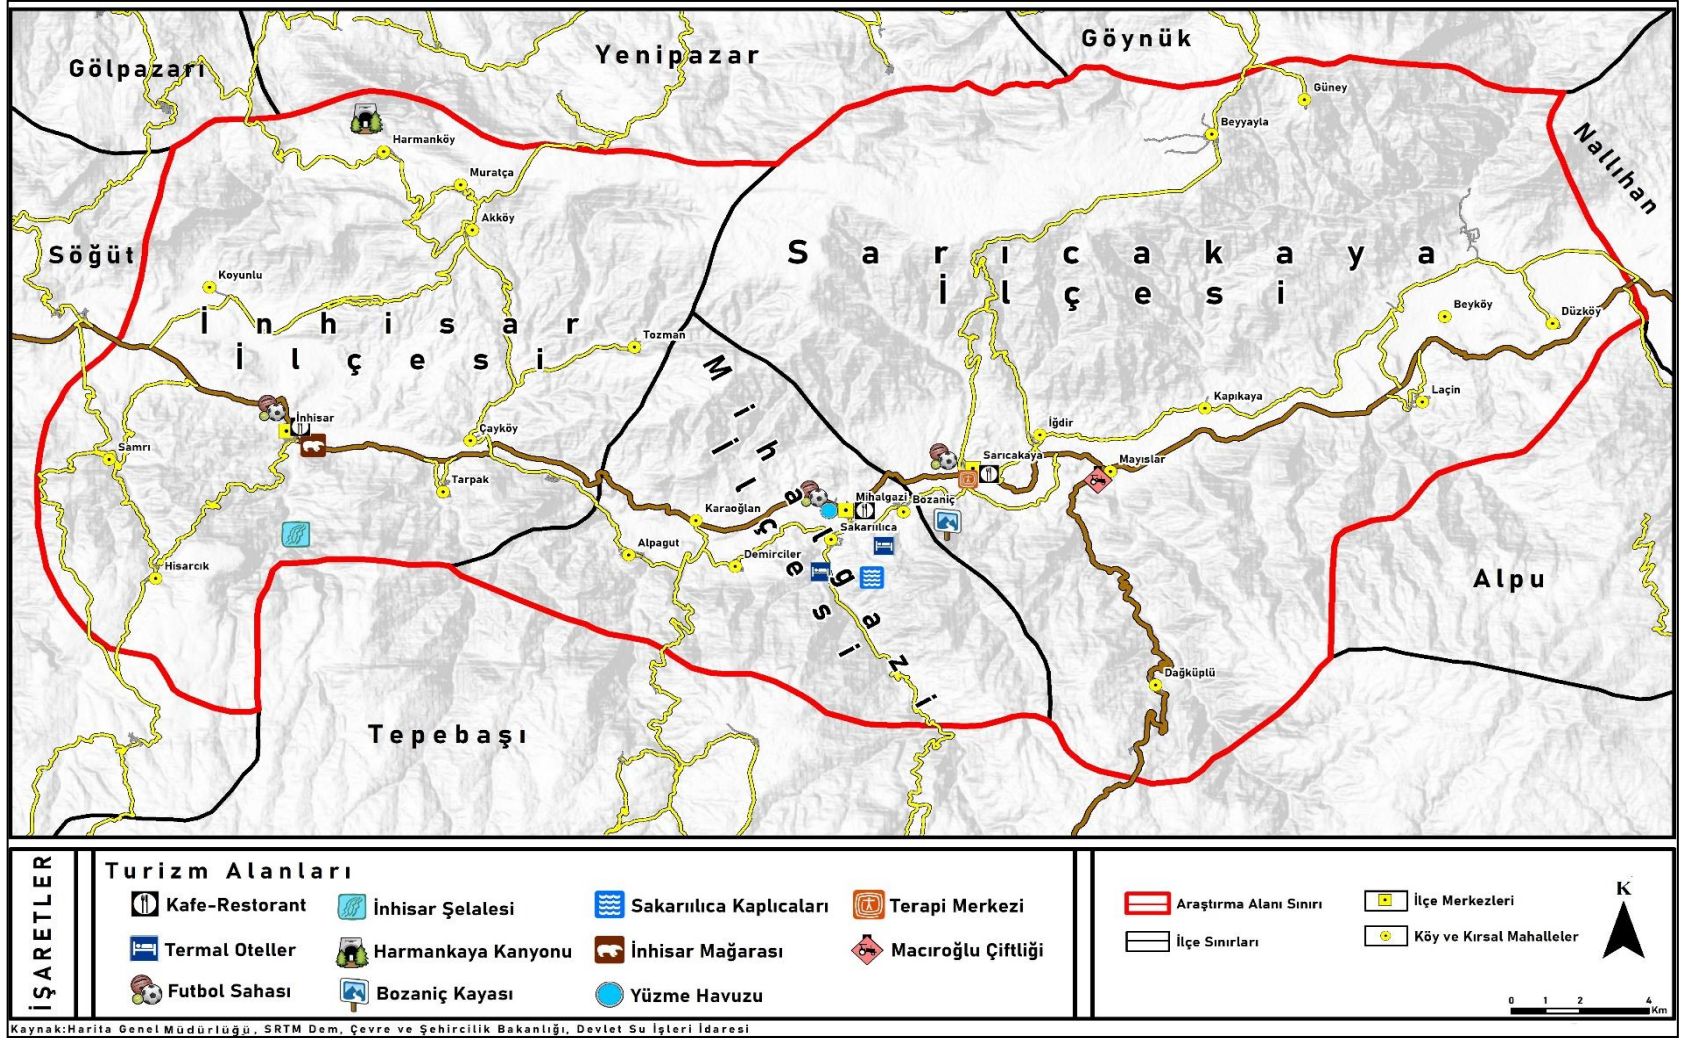 Göynük
Yenipazar
Gölpazarı
Güney
Beyyayla
Nallıhan
Harmanköy
Muratça
Akköy
Söğüt
Sarıcakaya
İlçesi
Koyunlu
İnhisar
İlçesi
Beyköy
Düzköy
Tozman
Mihalgazi
İlçesi
Laçin
Kapıkaya
İnhisar
İğdir
Çayköy
Samrı
Sarıcakaya
Mayıslar
Tarpak
Mihalgazi
Bozaniç
Karaoğlan
Sakarıılıca
Alpagut
Demirciler
Hisarcık
Alpu
Dağküplü
Tepebaşı
İŞARETLER
Turizm Alanları
Kafe-Restorant
İnhisar Şelalesi
Sakarıılıca Kaplıcaları
Terapi Merkezi
Termal Oteller
Harmankaya Kanyonu
İnhisar Mağarası
Macıroğlu Çiftliği
Futbol Sahası
Bozaniç Kayası
Yüzme Havuzu
Araştırma Alanı Sınırı
İlçe Merkezleri
İlçe Sınırları
Köy ve Kırsal Mahalleler
K
0 1 2 4
Km
Kaynak:Harita Genel Müdürlüğü, SRTM Dem, Çevre ve Şehircilik Bakanlığı, Devlet Su İşleri İdaresi